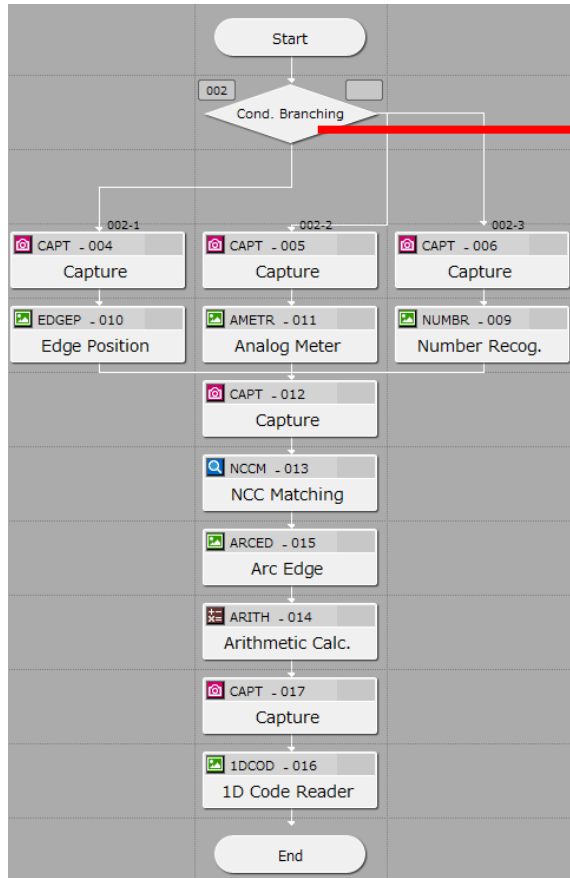 Start
002
Cond. Branching
002-1
002-2
002-3
CAPT - 004
Capture
CAPT - 005
Capture
CAPT - 006
Capture
EDGEP - 010
Edge Position
AMETR - 011
Analog Meter
NUMBR - 009
Number Recog.
CAPT - 012
Capture
NCCM - 013
NCC Matching
ARCED - 015
Arc Edge
ARITH - 014
Arithmetic Calc.
CAPT - 017
Capture
1DCOD - 016
1D Code Reader
End